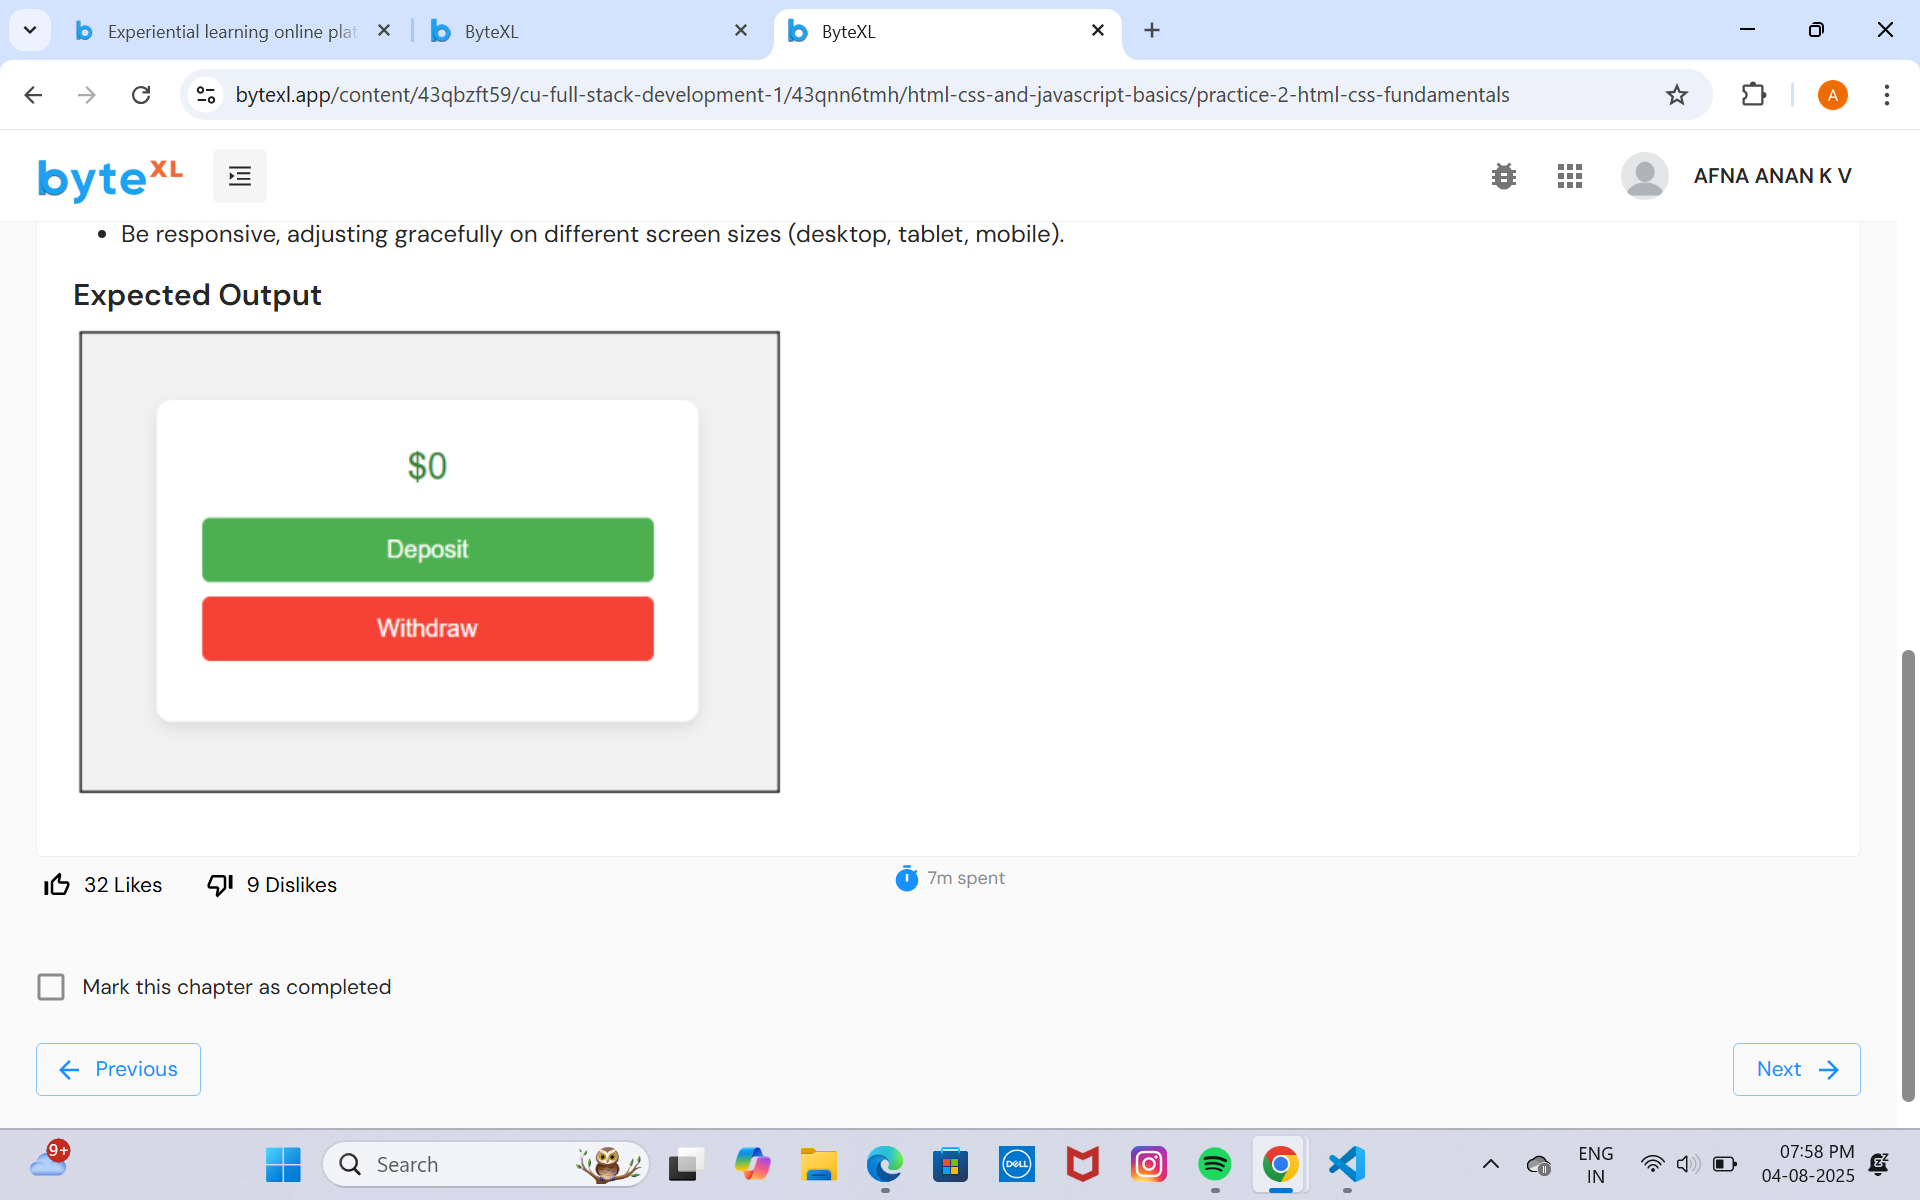 Experiential learning online plat
ByteXL
ByteXL
bytexl.app/content/43qbzft59/cu-full-stack-development-1/43qnn6tmh/html-css-and-javascript-basics/practice-2-html-css-fundamentals
A
byteXL
AFNA ANAN K V
• Be responsive, adjusting gracefully on different screen sizes (desktop, tablet, mobile).
Expected Output
$0
Deposit
Withdraw
32 Likes
9 Dislikes
7m spent
Mark this chapter as completed
Previous
Next
9+
Search
DELL
ENG
IN
07:58 PM
04-08-2025